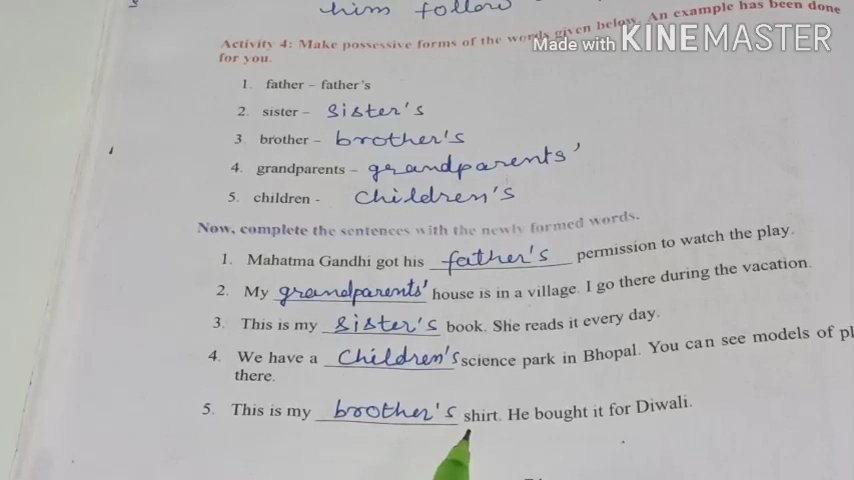 him follow
Activity 4: Make possessive forms of the words given below. An example has been done
for you.
Made with KINEMASTER
1. father – father's
2. sister – sister's
3. brother – brother's
4. grandparents – grandparents'
5. children - children's
Now, complete the sentences with the newly formed words.
1. Mahatma Gandhi got his father's permission to watch the play.
2. My grandparents' house is in a village. I go there during the vacation.
3. This is my sister's book. She reads it every day.
4. We have a children's science park in Bhopal. You can see models of pl
there.
5. This is my brother's shirt. He bought it for Diwali.